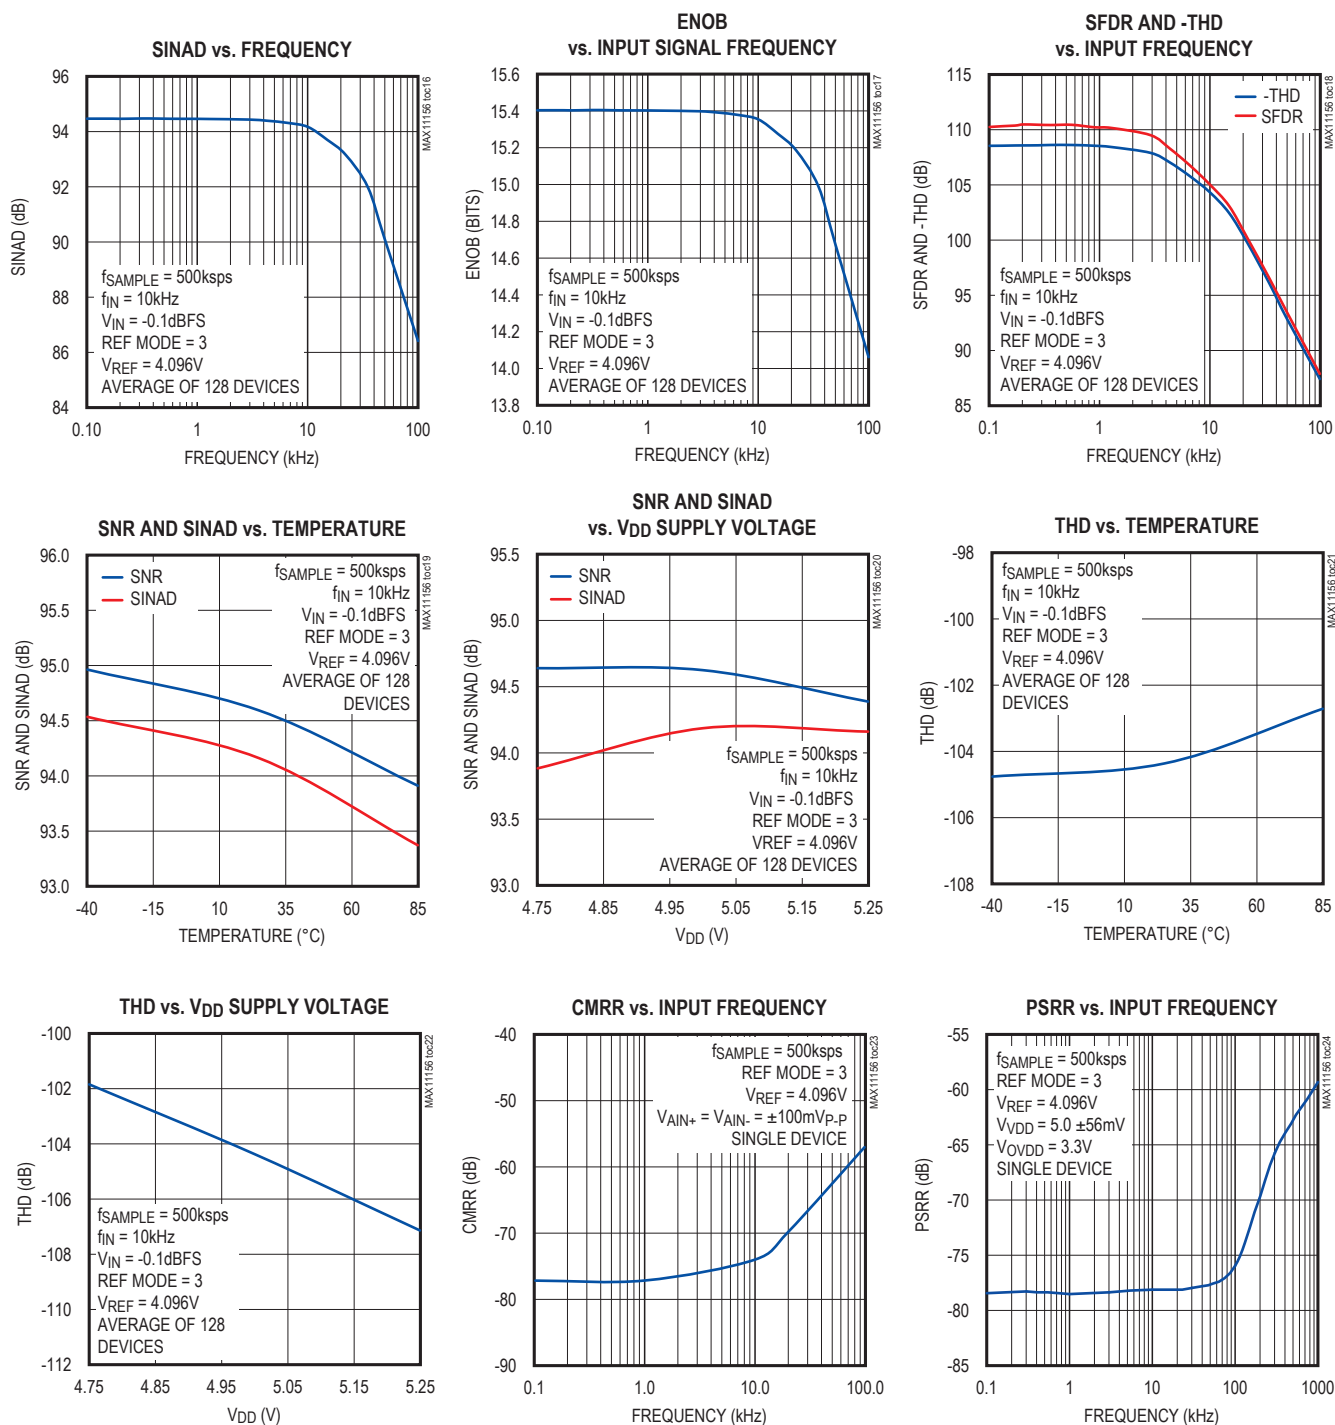 SINAD vs. FREQUENCY
96
94
92
90
88
86
84
SINAD (dB)
MAX11156 toc16
fSAMPLE = 500ksps
fIN = 10kHz
VIN = -0.1dBFS
REF MODE = 3
VREF = 4.096V
AVERAGE OF 128 DEVICES
0.10 1 10 100
FREQUENCY (kHz)
ENOB
vs. INPUT SIGNAL FREQUENCY
15.6
15.4
15.2
15.0
14.8
14.6
14.4
14.2
14.0
13.8
ENOB (BITS)
MAX11156 toc17
fSAMPLE = 500ksps
fIN = 10kHz
VIN = -0.1dBFS
REF MODE = 3
VREF = 4.096V
AVERAGE OF 128 DEVICES
0.10 1 10 100
FREQUENCY (kHz)
SFDR AND -THD
vs. INPUT FREQUENCY
115
110
105
100
95
90
85
SFDR AND -THD (dB)
MAX11156 toc18
-THD
SFDR
fSAMPLE = 500ksps
fIN = 10kHz
VIN = -0.1dBFS
REF MODE = 3
VREF = 4.096V
AVERAGE OF 128 DEVICES
0.1 1 10 100
FREQUENCY (kHz)
SNR AND SINAD vs. TEMPERATURE
96.0
95.5
95.0
94.5
94.0
93.5
93.0
SNR AND SINAD (dB)
MAX11156 toc19
SNR
SINAD
fSAMPLE = 500ksps
fIN = 10kHz
VIN = -0.1dBFS
REF MODE = 3
VREF = 4.096V
AVERAGE OF 128
DEVICES
-40 -15 10 35 60 85
TEMPERATURE (°C)
SNR AND SINAD
vs. VDD SUPPLY VOLTAGE
95.5
95.0
94.5
94.0
93.5
93.0
SNR AND SINAD (dB)
MAX11156 toc20
SNR
SINAD
fSAMPLE = 500ksps
fIN = 10kHz
VIN = -0.1dBFS
REF MODE = 3
VREF = 4.096V
AVERAGE OF 128 DEVICES
4.75 4.85 4.95 5.05 5.15 5.25
VDD (V)
THD vs. TEMPERATURE
-98
-100
-102
-104
-106
-108
THD (dB)
MAX11156 toc21
fSAMPLE = 500ksps
fIN = 10kHz
VIN = -0.1dBFS
REF MODE = 3
VREF = 4.096V
AVERAGE OF 128
DEVICES
-40 -15 10 35 60 85
TEMPERATURE (°C)
THD vs. VDD SUPPLY VOLTAGE
-100
-102
-104
-106
-108
-110
-112
THD (dB)
MAX11156 toc22
fSAMPLE = 500ksps
fIN = 10kHz
VIN = -0.1dBFS
REF MODE = 3
VREF = 4.096V
AVERAGE OF 128
DEVICES
4.75 4.85 4.95 5.05 5.15 5.25
VDD (V)
CMRR vs. INPUT FREQUENCY
-40
-50
-60
-70
-80
-90
CMRR (dB)
MAX11156 toc23
fSAMPLE = 500ksps
REF MODE = 3
VREF = 4.096V
VAIN+ = VAIN- = ±100mVP-P
SINGLE DEVICE
0.1 1.0 10.0 100.0
FREQUENCY (kHz)
PSRR vs. INPUT FREQUENCY
-55
-60
-65
-70
-75
-80
-85
PSRR (dB)
MAX11156 toc24
fSAMPLE = 500ksps
REF MODE = 3
VREF = 4.096V
VVDD = 5.0 ±56mV
VOVDD = 3.3V
SINGLE DEVICE
0.1 1 10 100 1000
FREQUENCY (kHz)